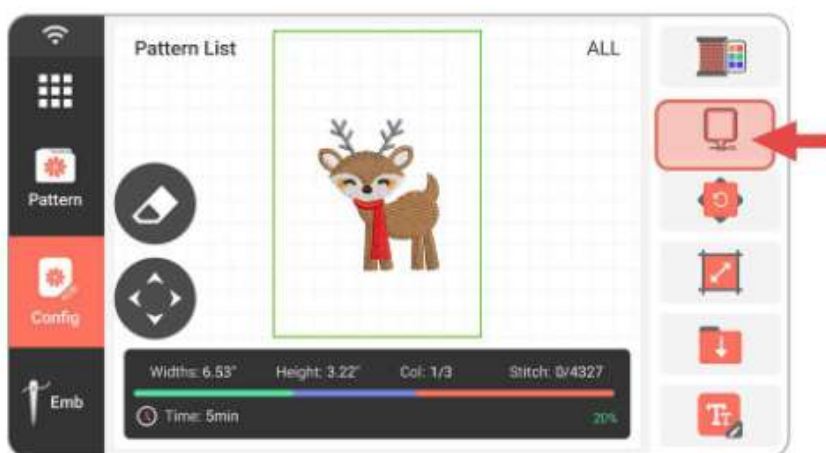 Pattern List
ALL
Pattern
Config
Emb
Widths: 6.53"
Height: 3.22"
Col: 1/3
Stitch: 0/4327
Time: 5min
20%
TT